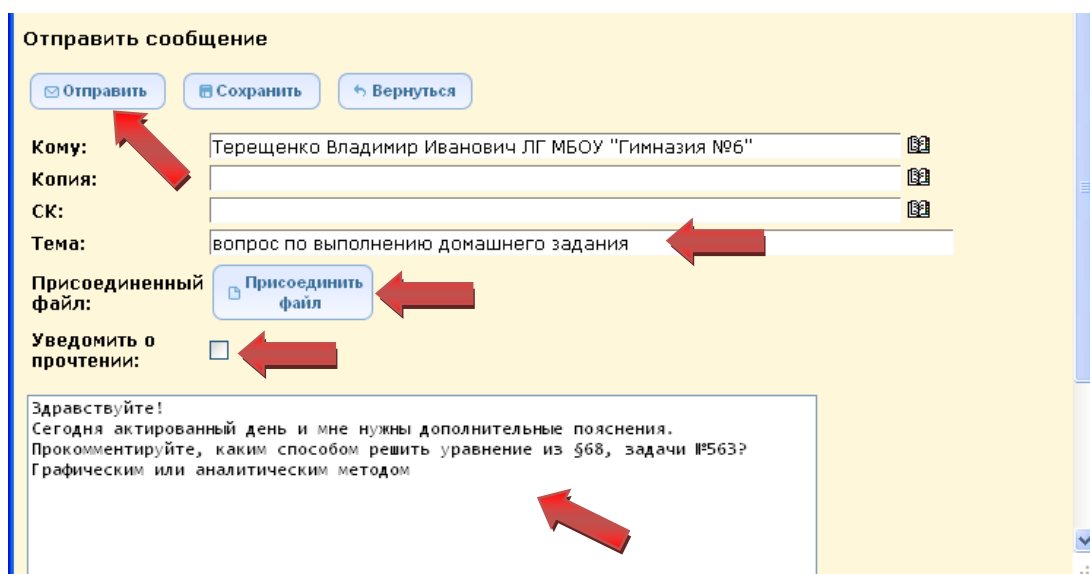 Отправить сообщение
Отправить Сохранить Вернуться
Кому: Терещенко Владимир Иванович ЛГ МБОУ "Гимназия №6"
Копия:
СК:
Тема: вопрос по выполнению домашнего задания
Присоединенный файл:
Присоединить файл
Уведомить о прочтении:
Здравствуйте!
Сегодня актированный день и мне нужны дополнительные пояснения.
Прокомментируйте, каким способом решить уравнение из §68, задачи №563?
Графическим или аналитическим методом